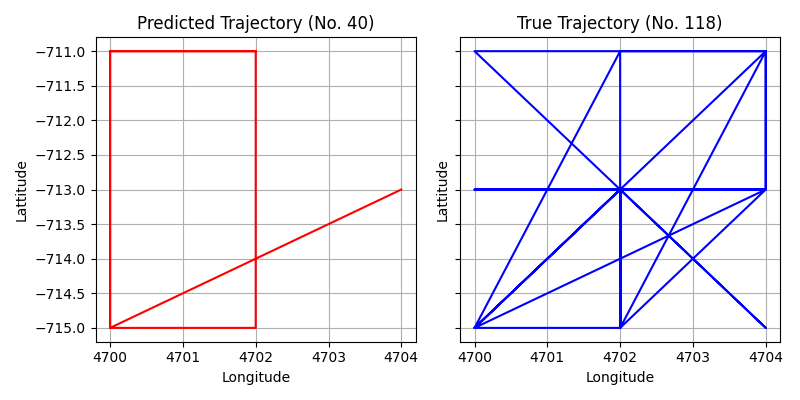 Predicted Trajectory (No. 40)
True Trajectory (No. 118)
−711.0
−711.5
−712.0
−712.5
−713.0
−713.5
−714.0
−714.5
−715.0
Lattitude
Lattitude
4700 4701 4702 4703 4704
4700 4701 4702 4703 4704
Longitude
Longitude